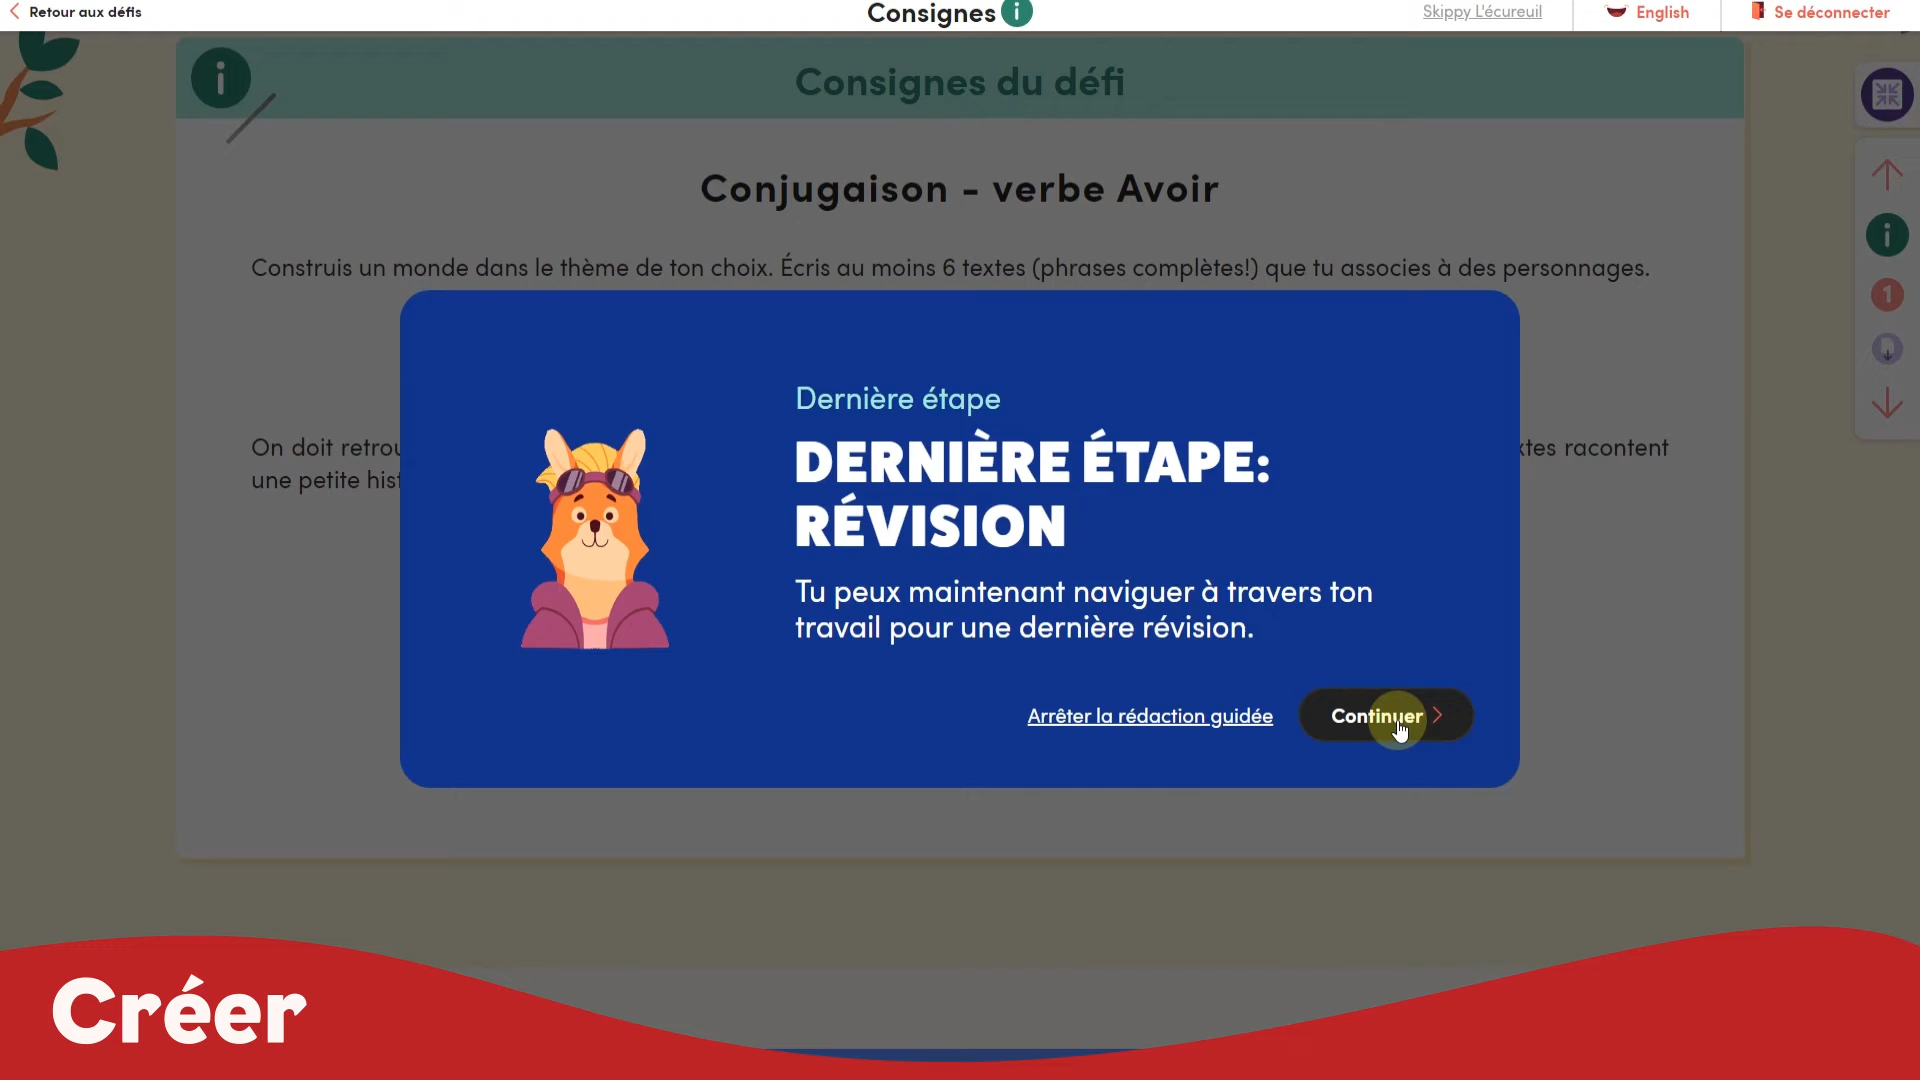 Retour aux défis
Consignes
Skippy L'écureuil
English
Se déconnecter
Consignes du défi
Conjugaison - verbe Avoir
Construis un monde dans le thème de ton choix. Écris au moins 6 textes (phrases complètes!) que tu associes à des personnages.
On doit retrou
xtes racontent
une petite hist
1
Dernière étape
DERNIÈRE ÉTAPE:
RÉVISION
Tu peux maintenant naviguer à travers ton
travail pour une dernière révision.
Arrêter la rédaction guidée
Continuer
Créer